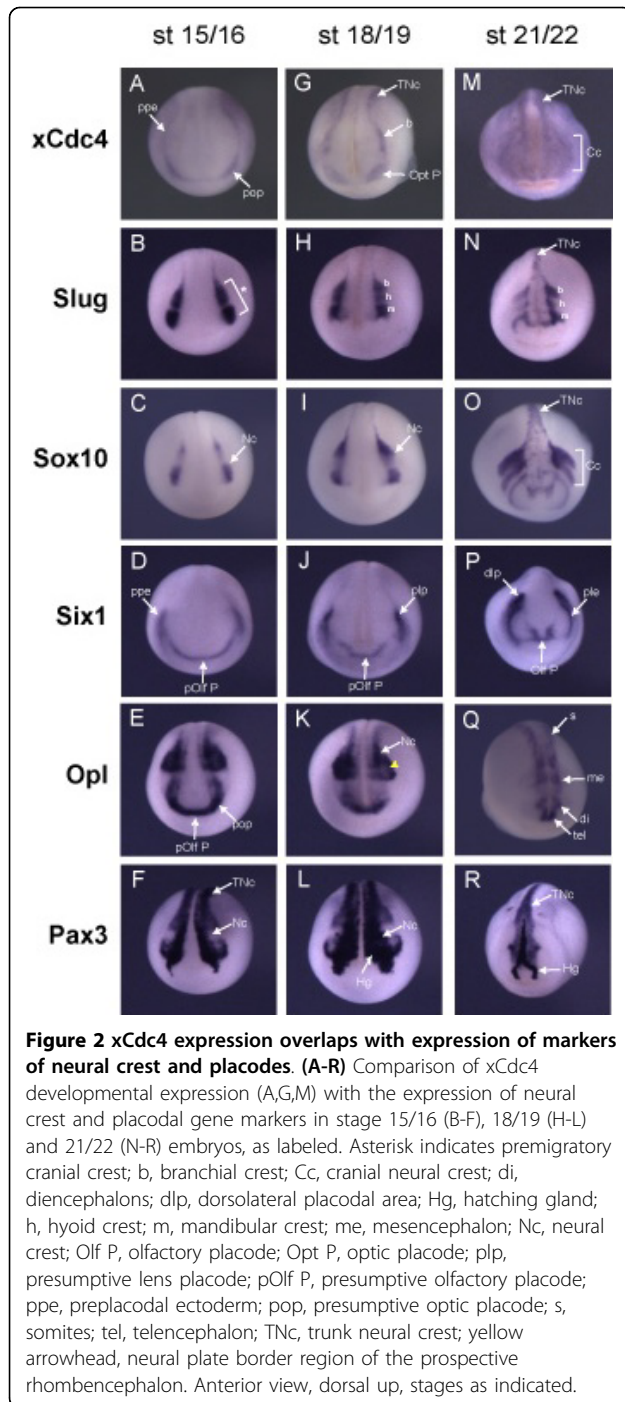 st 15/16 st 18/19 st 21/22
xCdc4
A ppe pop
G TNc b Opt P
M TNc Cc
Slug
B *
H b h m
N TNc b h m
Sox10
C Nc
I Nc
O TNc Cc
Six1
D ppe pOlf P
J plp pOlf P
P dlp ple Olf P
Opl
E pop pOlf P
K Nc
Q s me di tel
Pax3
F TNc Nc
L Nc Hg
R TNc Hg
Figure 2 xCdc4 expression overlaps with expression of markers
of neural crest and placodes. (A-R) Comparison of xCdc4
developmental expression (A,G,M) with the expression of neural
crest and placodal gene markers in stage 15/16 (B-F), 18/19 (H-L)
and 21/22 (N-R) embryos, as labeled. Asterisk indicates premigratory
cranial crest; b, branchial crest; Cc, cranial neural crest; di,
diencephalons; dlp, dorsolateral placodal area; Hg, hatching gland;
h, hyoid crest; m, mandibular crest; me, mesencephalon; Nc, neural
crest; Olf P, olfactory placode; Opt P, optic placode; plp,
presumptive lens placode; pOlf P, presumptive olfactory placode;
ppe, preplacodal ectoderm; pop, presumptive optic placode; s,
somites; tel, telencephalon; TNc, trunk neural crest; yellow
arrowhead, neural plate border region of the prospective
rhombencephalon. Anterior view, dorsal up, stages as indicated.